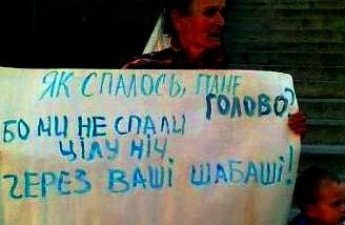 ЯК СПАЛОСЬ, ПАНЕ
ГОЛОВО?
БО МИ НЕ СПАЛИ
ЦІЛУ НІЧ
ЧЕРЕЗ ВАШІ ШАБАШІ!